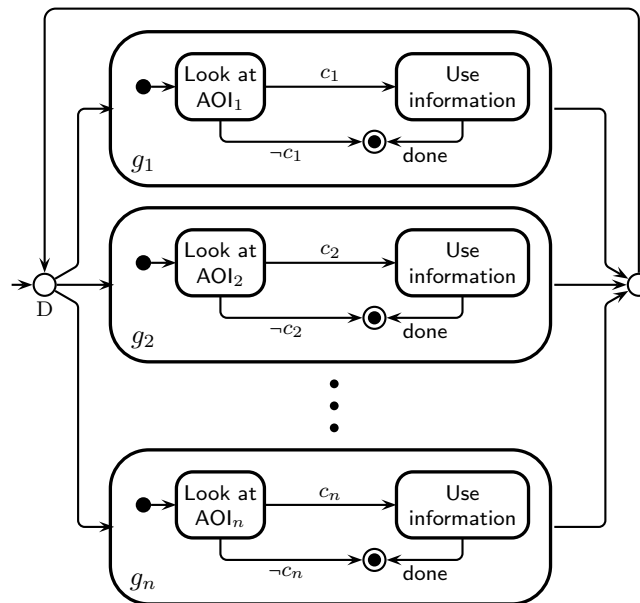 Look at
AOI₁
c₁
Use
information
¬c₁
done
g₁
D
Look at
AOI₂
c₂
Use
information
¬c₂
done
g₂
Look at
AOIₙ
cₙ
Use
information
¬cₙ
done
gₙ